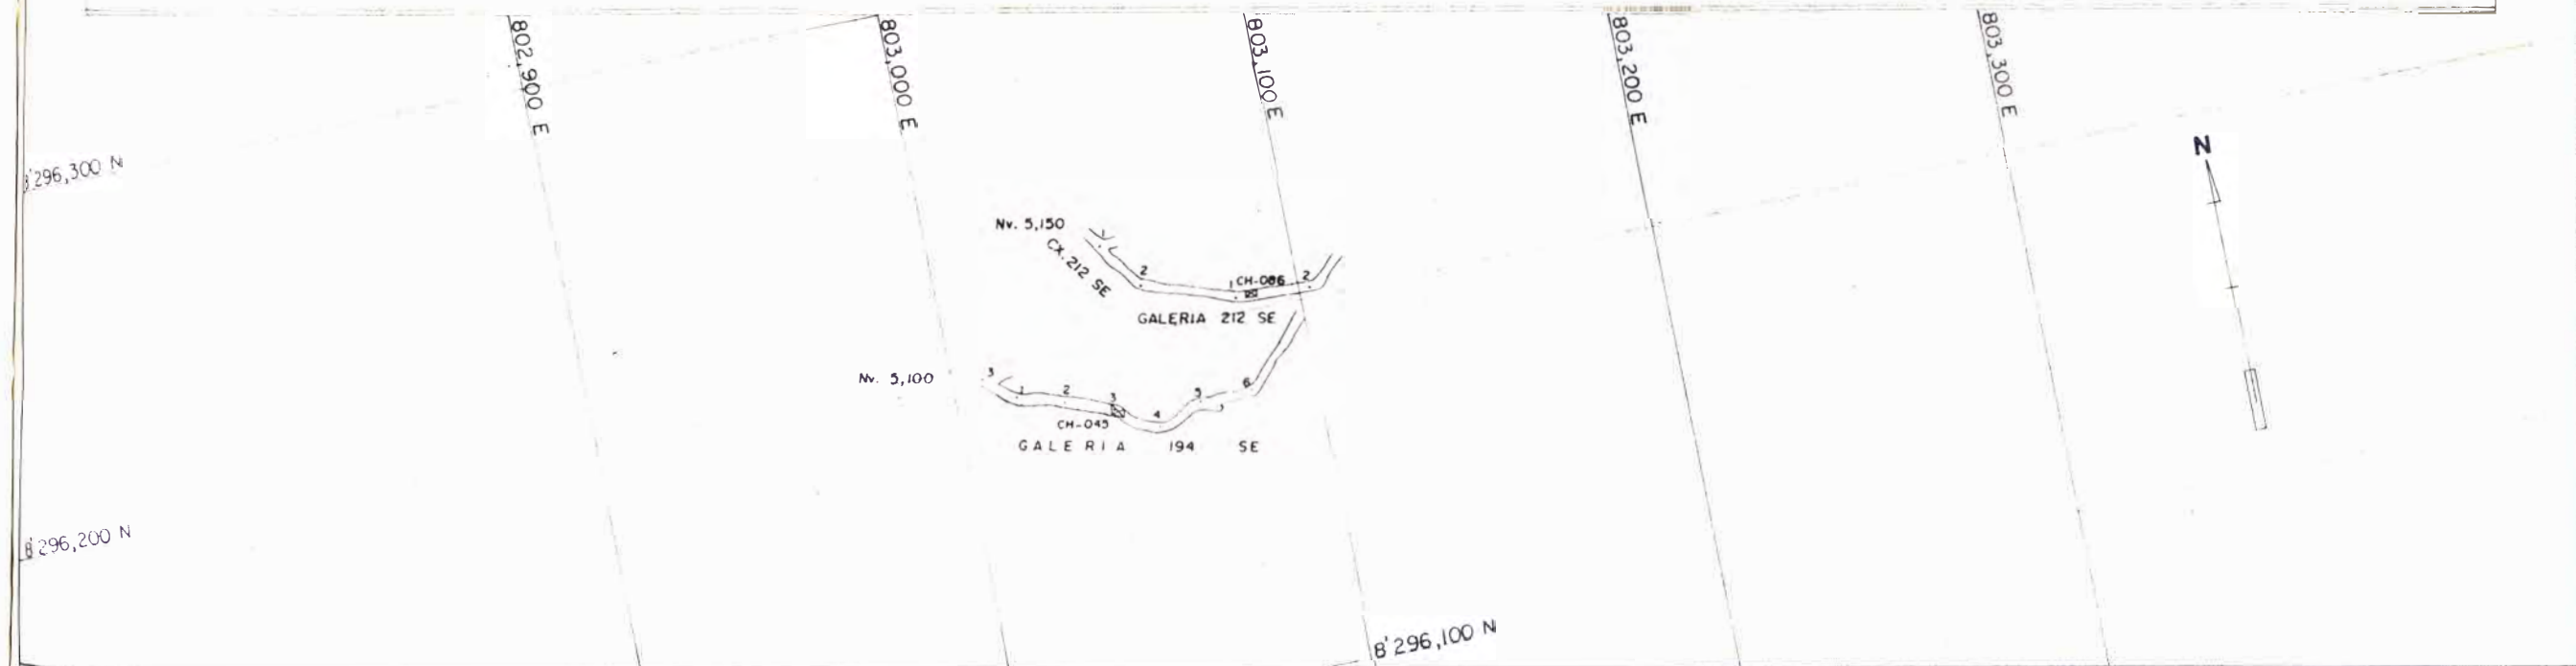 802,900 E
803,000 E
803,100 E
803,200 E
803,300 E
N
8'296,300 N
Nv. 5,150
CX. 212 SE
2
1
CH-086
2
GALERIA 212 SE
Nv. 5,100
3
1
2
3
4
5
6
CH-045
GALERIA 194 SE
8'296,200 N
8'296,100 N